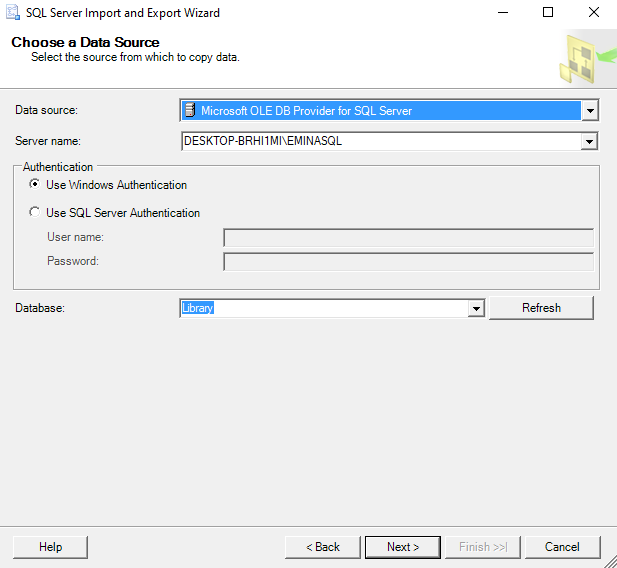 SQL Server Import and Export Wizard
Choose a Data Source
Select the source from which to copy data.
Data source: Microsoft OLE DB Provider for SQL Server
Server name: DESKTOP-BRHI1MI\EMINASQL
Authentication
Use Windows Authentication
Use SQL Server Authentication
User name:
Password:
Database: Library Refresh
Help < Back Next > Finish >>| Cancel